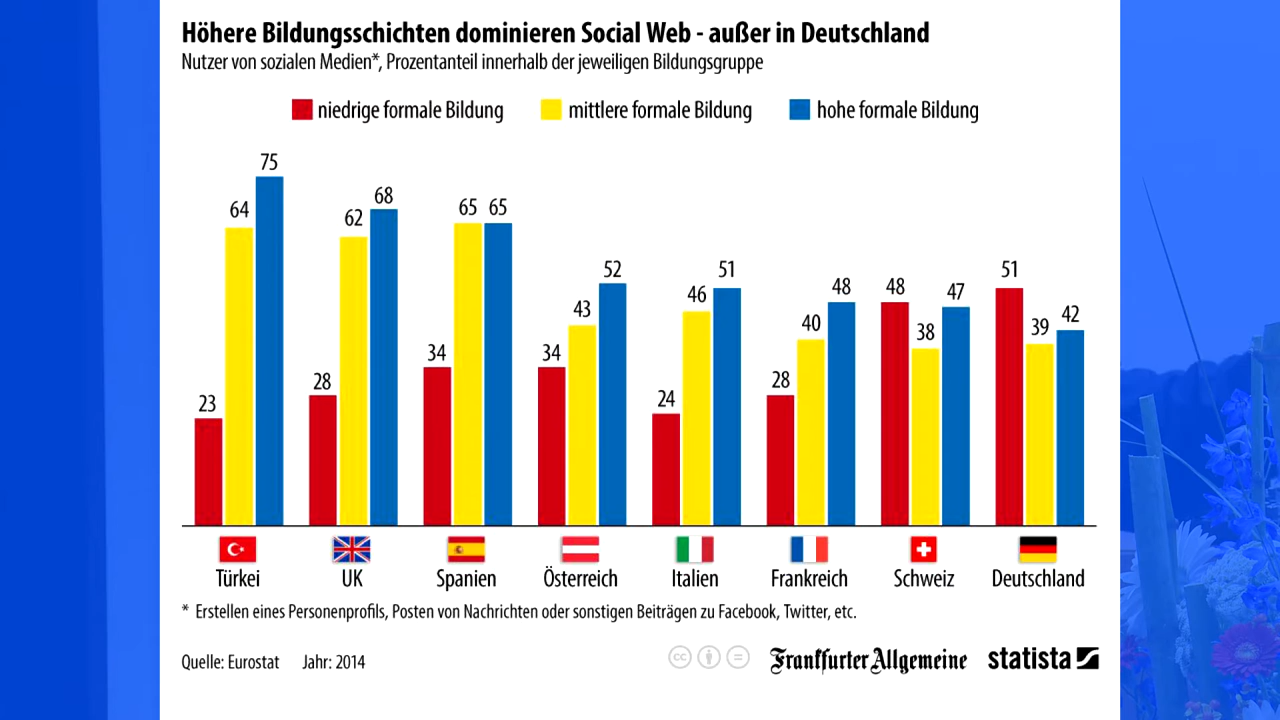 Höhere Bildungsschichten dominieren Social Web - außer in Deutschland
Nutzer von sozialen Medien*, Prozentanteil innerhalb der jeweiligen Bildungsgruppe
niedrige formale Bildung mittlere formale Bildung hohe formale Bildung
23 64 75
28 62 68
34 65 65
34 43 52
24 46 51
28 40 48
48 38 47
51 39 42
Türkei UK Spanien Österreich Italien Frankreich Schweiz Deutschland
* Erstellen eines Personenprofils, Posten von Nachrichten oder sonstigen Beiträgen zu Facebook, Twitter, etc.
Quelle: Eurostat Jahr: 2014
cc Frankfurter Allgemeine statista